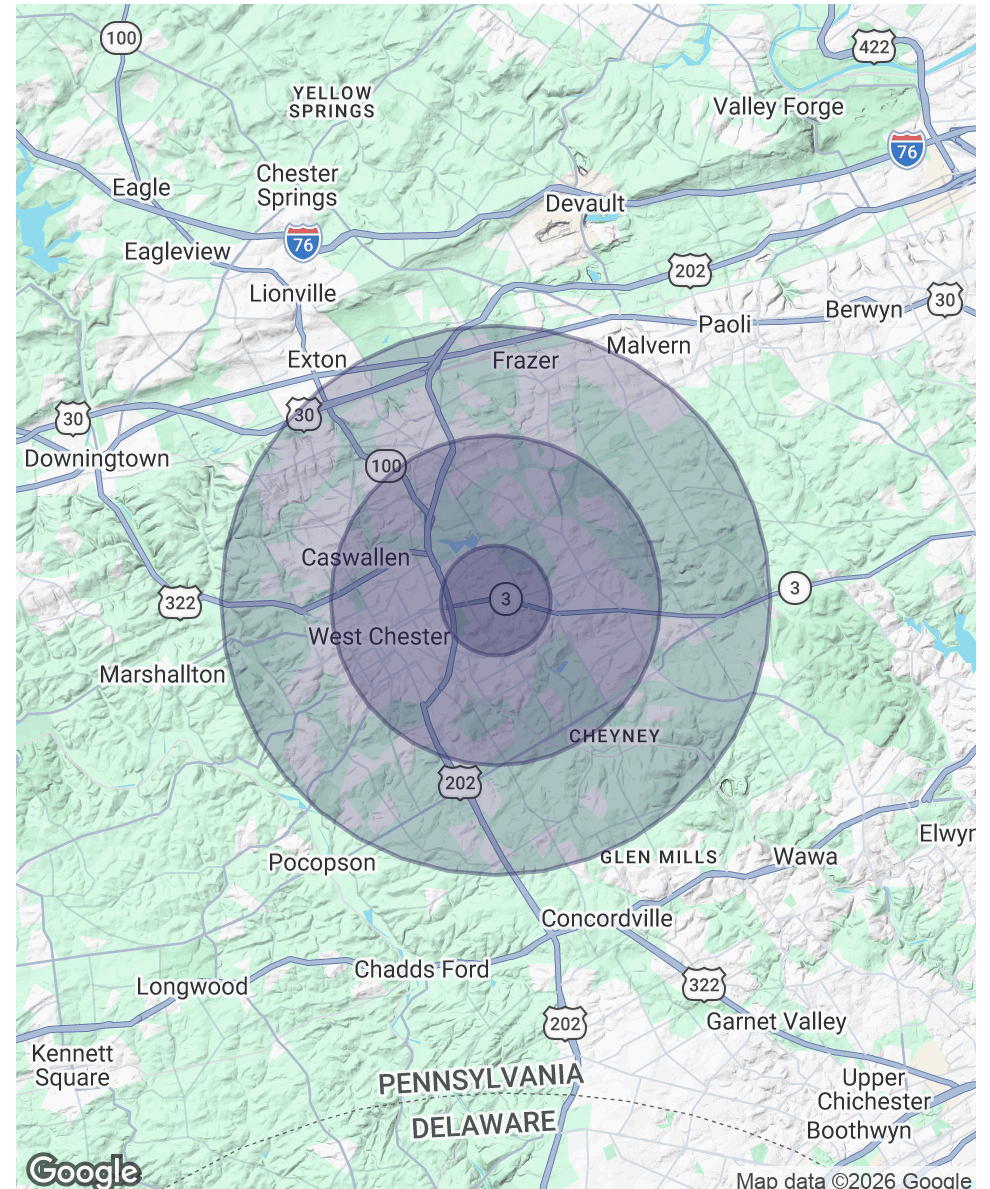 100
422
YELLOW
SPRINGS
Valley Forge
76
Chester
Springs
Eagle
Devault
76
Eagleview
202
Lionville
30
Berwyn
Paoli
Malvern
Exton
Frazer
30
30
Downingtown
100
Caswallen
3
322
3
West Chester
Marshallton
CHEYNEY
202
Elwyn
Pocopson
GLEN MILLS
Wawa
Concordville
Chadds Ford
Longwood
322
202
Garnet Valley
Kennett
Square
PENNSYLVANIA
Upper
Chichester
DELAWARE
Boothwyn
Google
Map data ©2026 Google